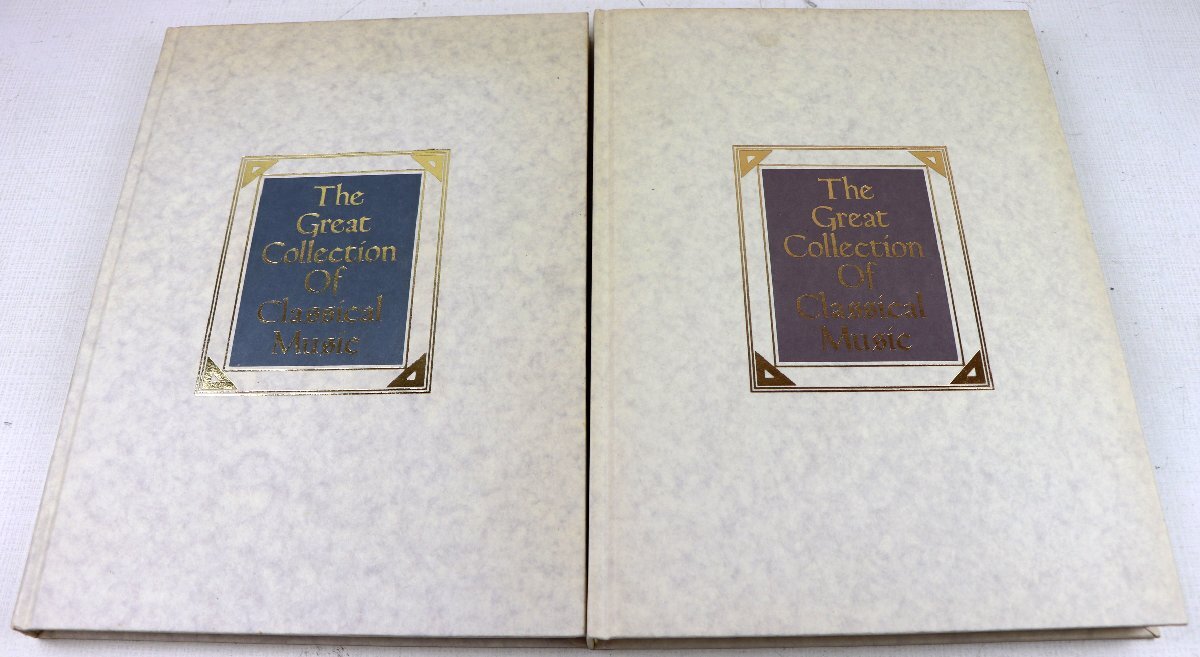 The
Great
Collection
Of
Classical
Music
The
Great
Collection
Of
Classical
Music